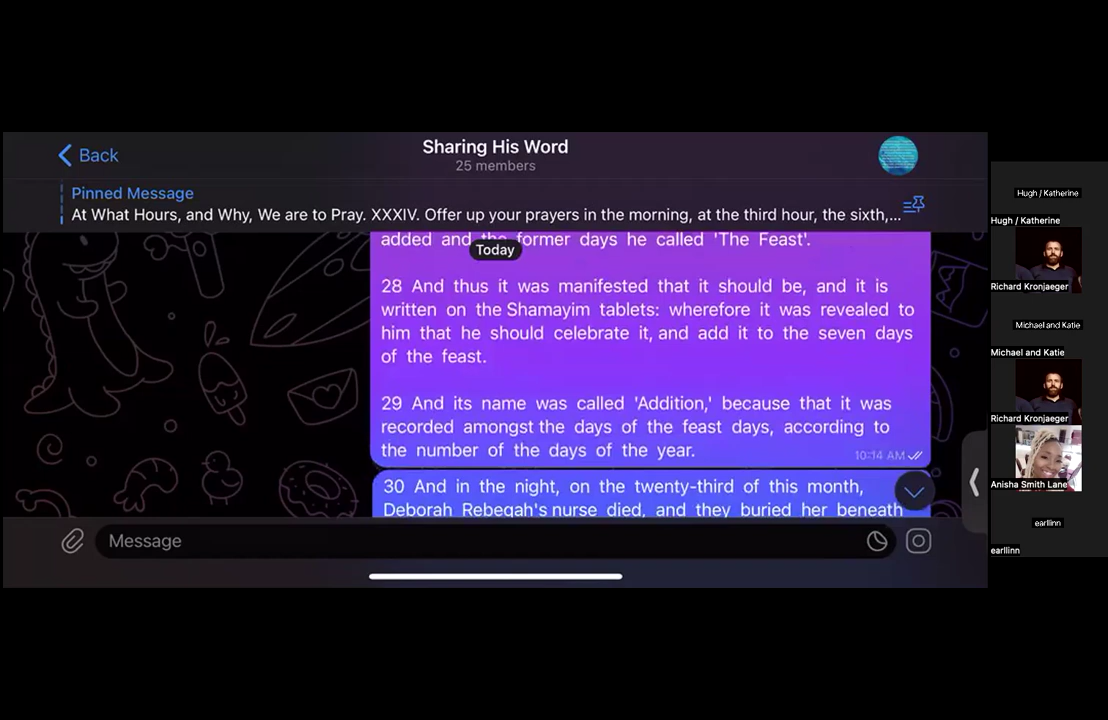 Back
Sharing His Word
25 members
Pinned Message
At What Hours, and Why, We are to Pray. XXXIV. Offer up your prayers in the morning, at the third hour, the sixth,...
added and the former days he called 'The Feast'.
Today
28 And thus it was manifested that it should be, and it is
written on the Shamayim tablets: wherefore it was revealed to
him that he should celebrate it, and add it to the seven days
of the feast.
29 And its name was called 'Addition,' because that it was
recorded amongst the days of the feast days, according to
the number of the days of the year.
10:14 AM
30 And in the night, on the twenty-third of this month,
Deborah Rebeqah's nurse died, and they buried her beneath
Message
Hugh / Katherine
Hugh / Katherine
Richard Kronjaeger
Michael and Katie
Michael and Katie
Richard Kronjaeger
Anisha Smith Lane
earllinn
earllinn